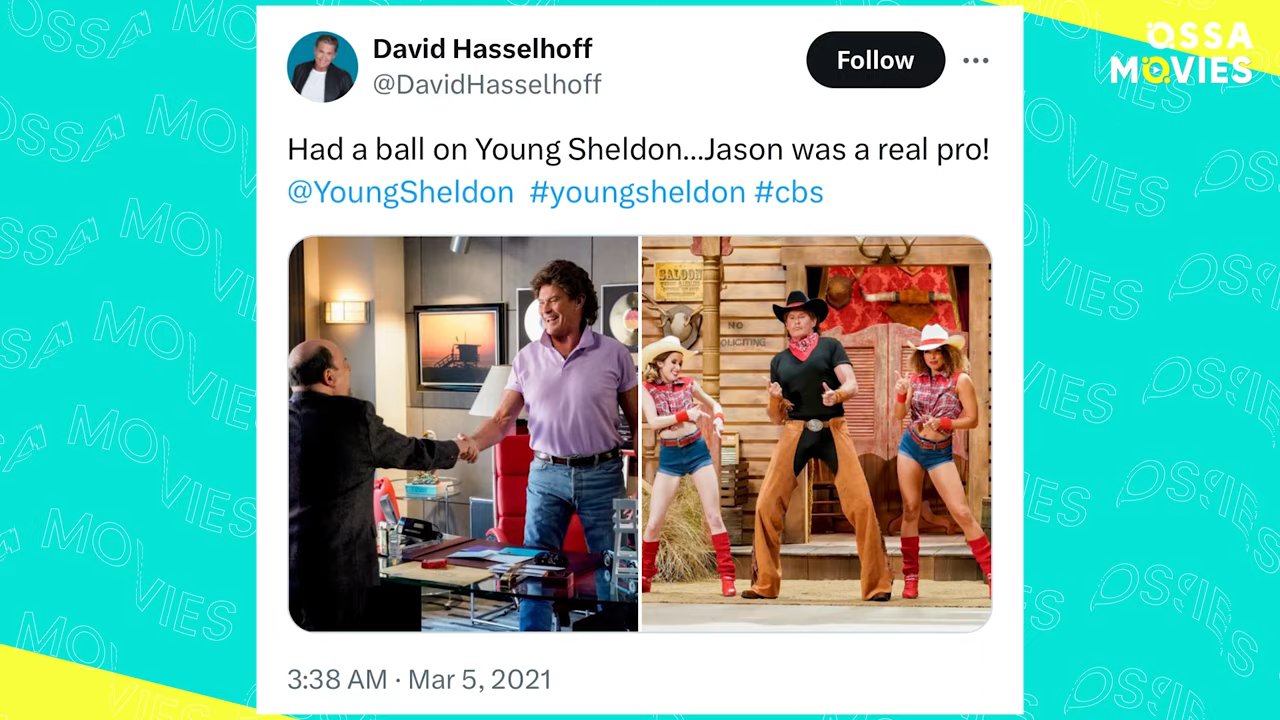 OSSA
MOVIES
David Hasselhoff
@DavidHasselhoff
Follow
Had a ball on Young Sheldon...Jason was a real pro!
@YoungSheldon #youngsheldon #cbs
SALOON
NO
OLICITING
3:38 AM · Mar 5, 2021